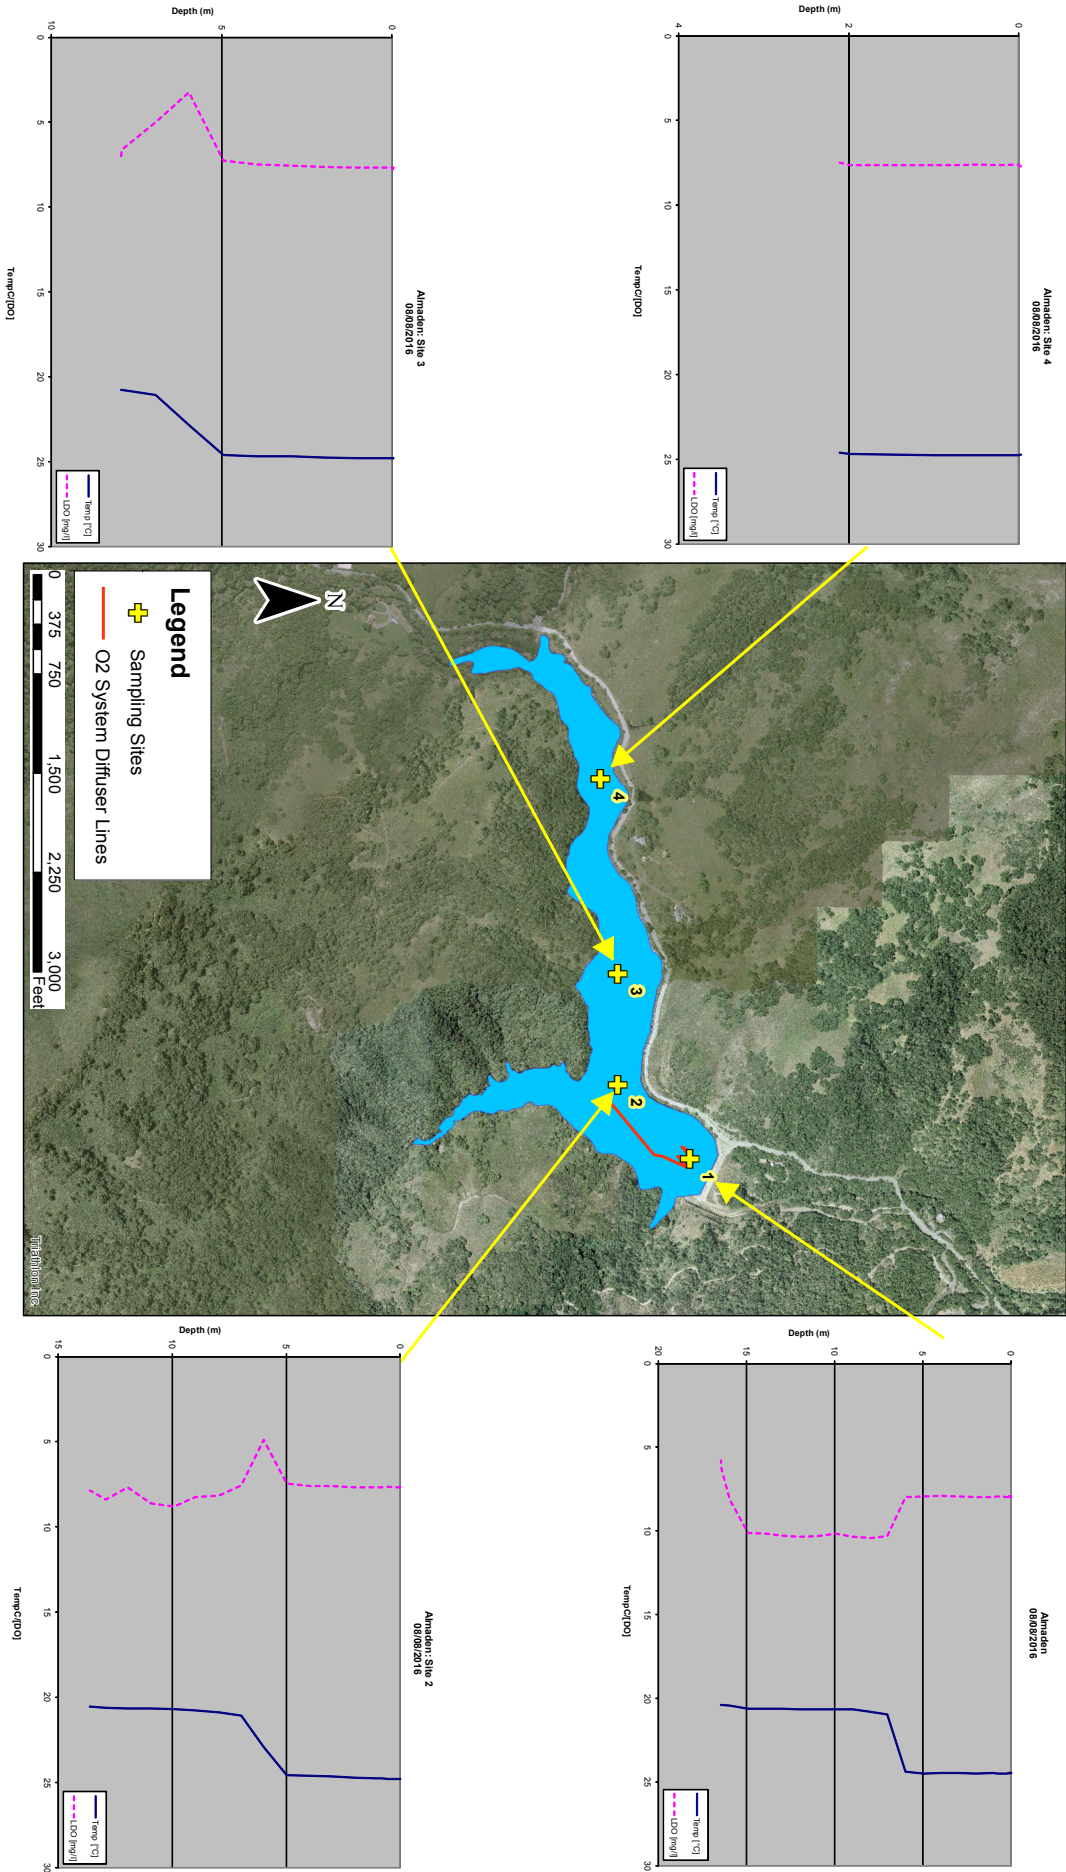 Almaden: Site 4
08/08/2016
Depth (m)
0
2
4
0
5
10
15
20
25
30
TempC/[DO]
Temp [°C]
LDO [mg/l]
Almaden: Site 3
08/08/2016
Depth (m)
0
5
10
0
5
10
15
20
25
30
TempC/[DO]
Temp [°C]
LDO [mg/l]
4
3
2
1
N
Legend
Sampling Sites
O2 System Diffuser Lines
0 375 750 1,500 2,250 3,000
Feet
Triathlon Inc.
Almaden
08/08/2016
Depth (m)
0
5
10
15
20
0
5
10
15
20
25
30
TempC/[DO]
Temp [°C]
LDO [mg/l]
Almaden: Site 2
08/08/2016
Depth (m)
0
5
10
15
0
5
10
15
20
25
30
TempC/[DO]
Temp [°C]
LDO [mg/l]